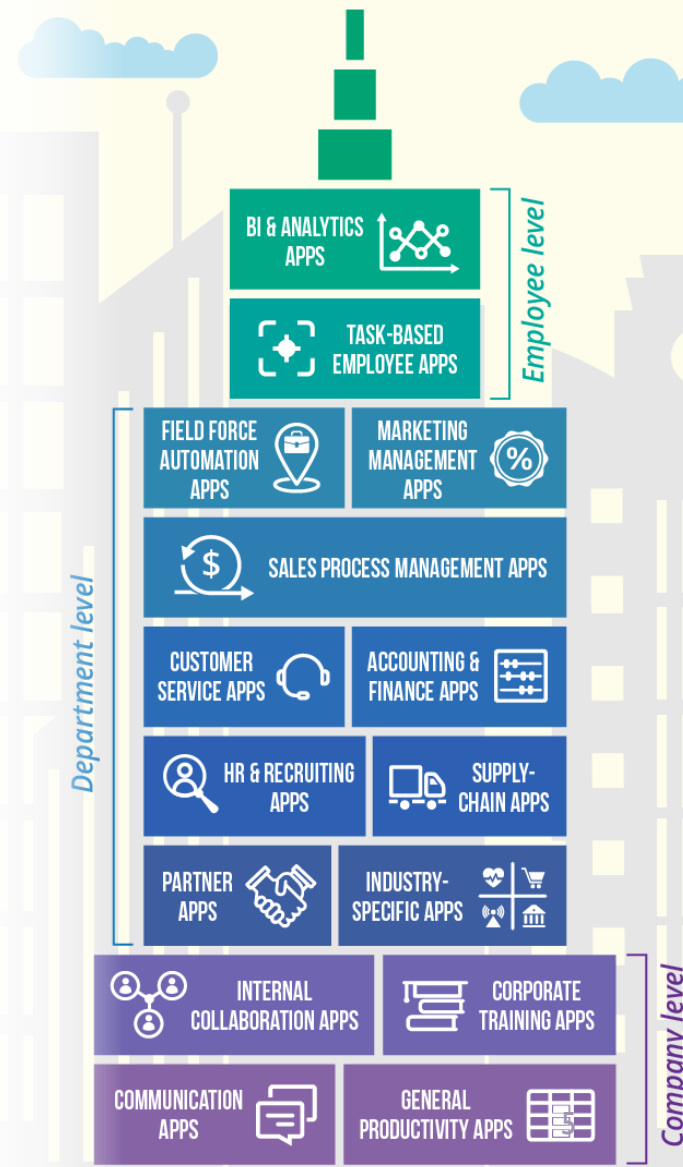 BI & ANALYTICS
APPS
Employee level
TASK-BASED
EMPLOYEE APPS
FIELD FORCE
AUTOMATION
APPS
MARKETING
MANAGEMENT
APPS
%
$
SALES PROCESS MANAGEMENT APPS
Department level
CUSTOMER
SERVICE APPS
ACCOUNTING &
FINANCE APPS
HR & RECRUITING
APPS
SUPPLY-
CHAIN APPS
PARTNER
APPS
INDUSTRY-
SPECIFIC APPS
INTERNAL
COLLABORATION APPS
CORPORATE
TRAINING APPS
Company level
COMMUNICATION
APPS
GENERAL
PRODUCTIVITY APPS